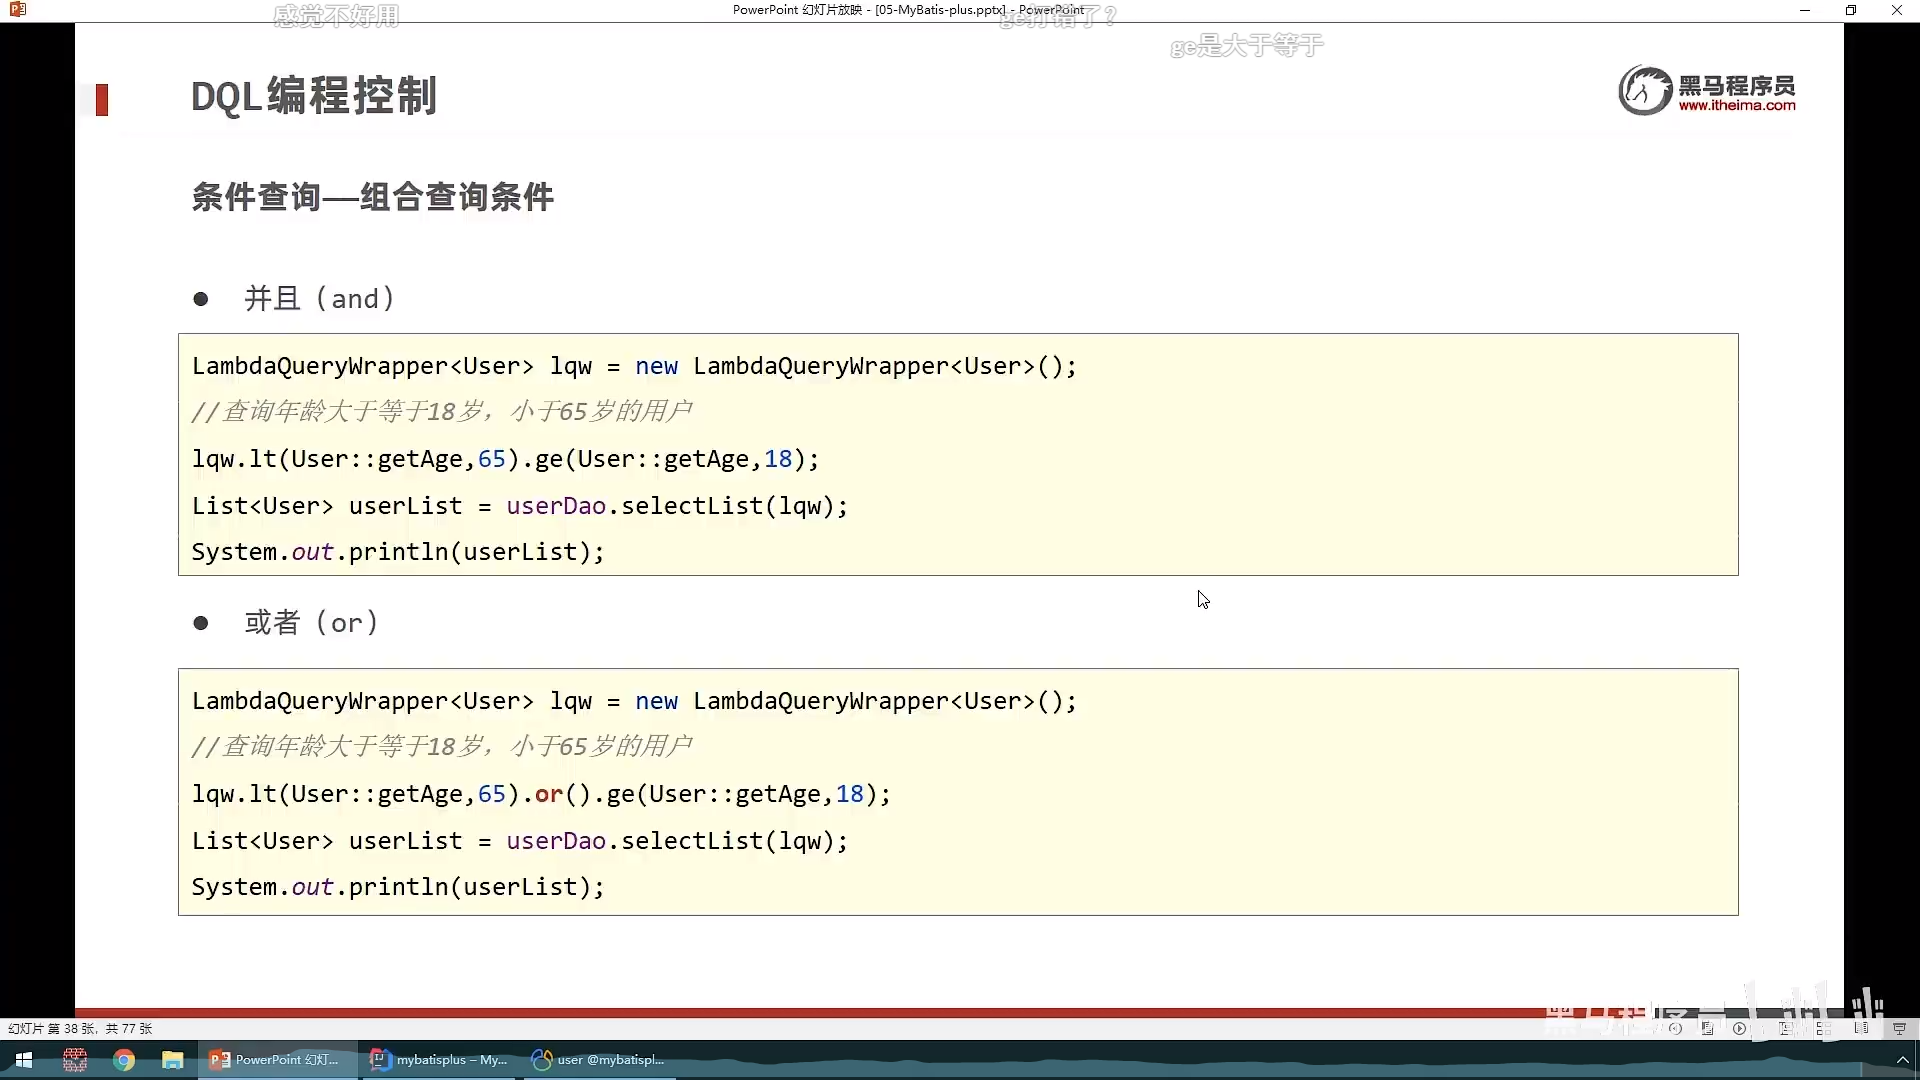 感觉不好用
PowerPoint 幻灯片放映 - [05-MyBatis-plus.pptx] - PowerPoint
ge打错了?
ge是大于等于
DQL编程控制
黑马程序员
www.itheima.com
条件查询——组合查询条件
● 并且（and）
LambdaQueryWrapper<User> lqw = new LambdaQueryWrapper<User>();
//查询年龄大于等于18岁，小于65岁的用户
lqw.lt(User::getAge,65).ge(User::getAge,18);
List<User> userList = userDao.selectList(lqw);
System.out.println(userList);
● 或者（or）
LambdaQueryWrapper<User> lqw = new LambdaQueryWrapper<User>();
//查询年龄大于等于18岁，小于65岁的用户
lqw.lt(User::getAge,65).or().ge(User::getAge,18);
List<User> userList = userDao.selectList(lqw);
System.out.println(userList);
黑马程序员
幻灯片 第 38 张，共 77 张
PowerPoint 幻灯...
mybatisplus – My...
user @mybatispl...